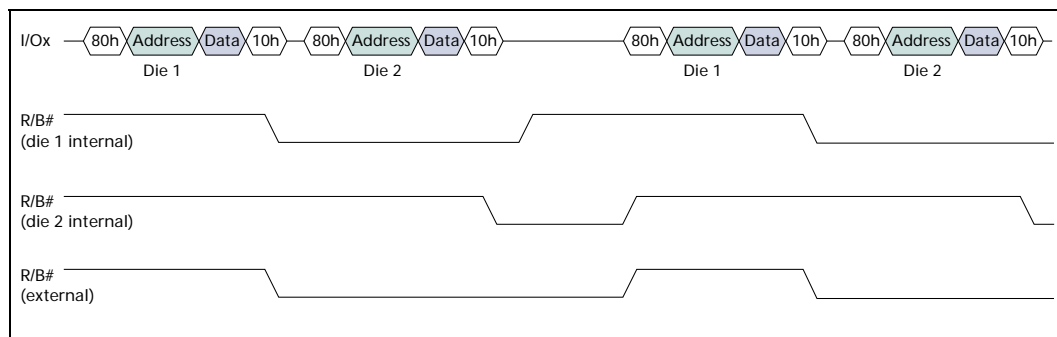 I/Ox 80h Address Data 10h 80h Address Data 10h 80h Address Data 10h 80h Address Data 10h
Die 1 Die 2 Die 1 Die 2
R/B#
(die 1 internal)
R/B#
(die 2 internal)
R/B#
(external)